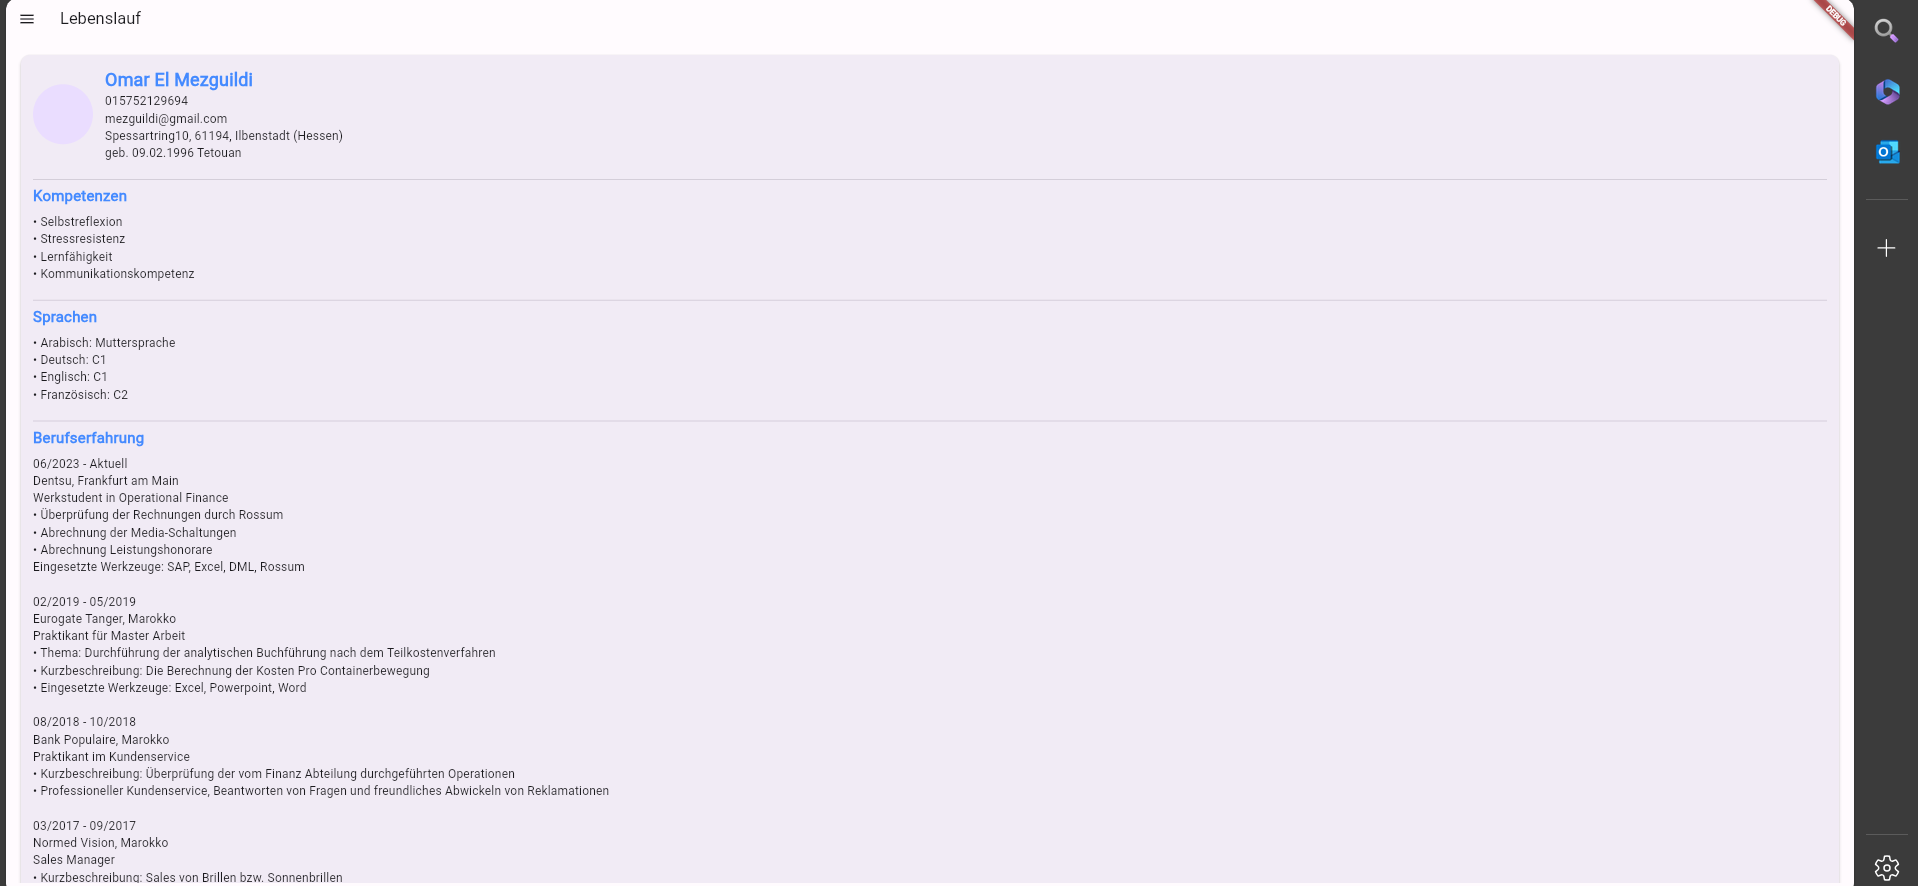 Lebenslauf
DEBUG
Omar El Mezguildi
015752129694
mezguildi@gmail.com
Spessartring10, 61194, Ilbenstadt (Hessen)
geb. 09.02.1996 Tetouan
Kompetenzen
• Selbstreflexion
• Stressresistenz
• Lernfähigkeit
• Kommunikationskompetenz
Sprachen
• Arabisch: Muttersprache
• Deutsch: C1
• Englisch: C1
• Französisch: C2
Berufserfahrung
06/2023 - Aktuell
Dentsu, Frankfurt am Main
Werkstudent in Operational Finance
• Überprüfung der Rechnungen durch Rossum
• Abrechnung der Media-Schaltungen
• Abrechnung Leistungshonorare
Eingesetzte Werkzeuge: SAP, Excel, DML, Rossum
02/2019 - 05/2019
Eurogate Tanger, Marokko
Praktikant für Master Arbeit
• Thema: Durchführung der analytischen Buchführung nach dem Teilkostenverfahren
• Kurzbeschreibung: Die Berechnung der Kosten Pro Containerbewegung
• Eingesetzte Werkzeuge: Excel, Powerpoint, Word
08/2018 - 10/2018
Bank Populaire, Marokko
Praktikant im Kundenservice
• Kurzbeschreibung: Überprüfung der vom Finanz Abteilung durchgeführten Operationen
• Professioneller Kundenservice, Beantworten von Fragen und freundliches Abwickeln von Reklamationen
03/2017 - 09/2017
Normed Vision, Marokko
Sales Manager
• Kurzbeschreibung: Sales von Brillen bzw. Sonnenbrillen